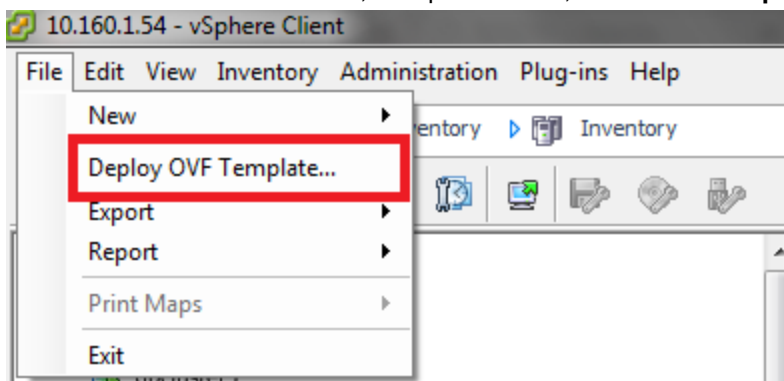 10.160.1.54 - vSphere Client
File Edit View Inventory Administration Plug-ins Help
New
Inventory
Deploy OVF Template...
Export
Report
Print Maps
Exit